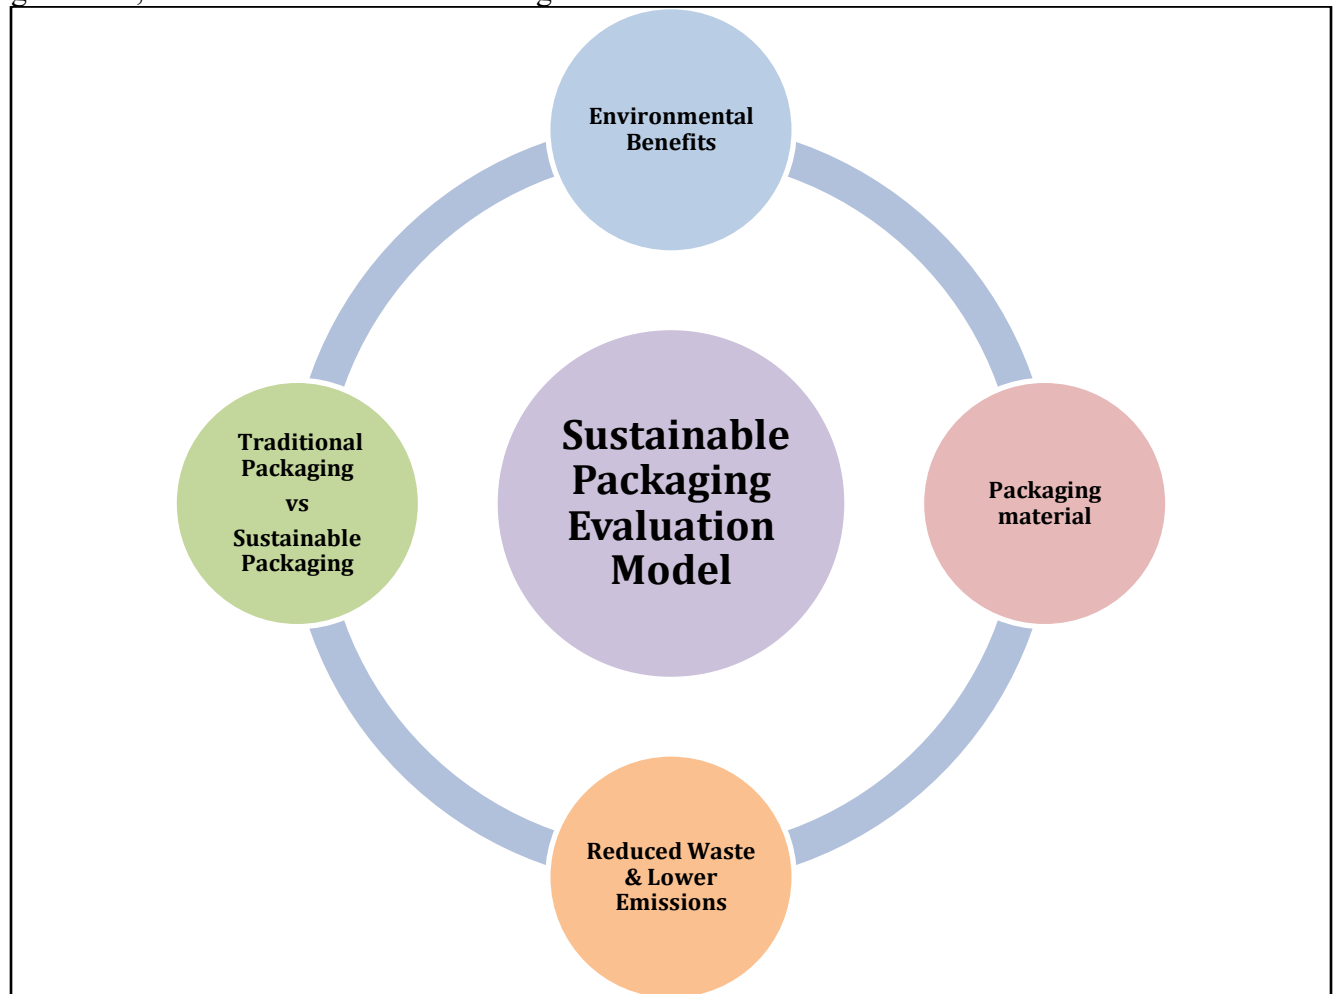 Environmental
Benefits
Traditional
Packaging
vs
Sustainable
Packaging
Sustainable
Packaging
Evaluation
Model
Packaging
material
Reduced Waste
& Lower
Emissions